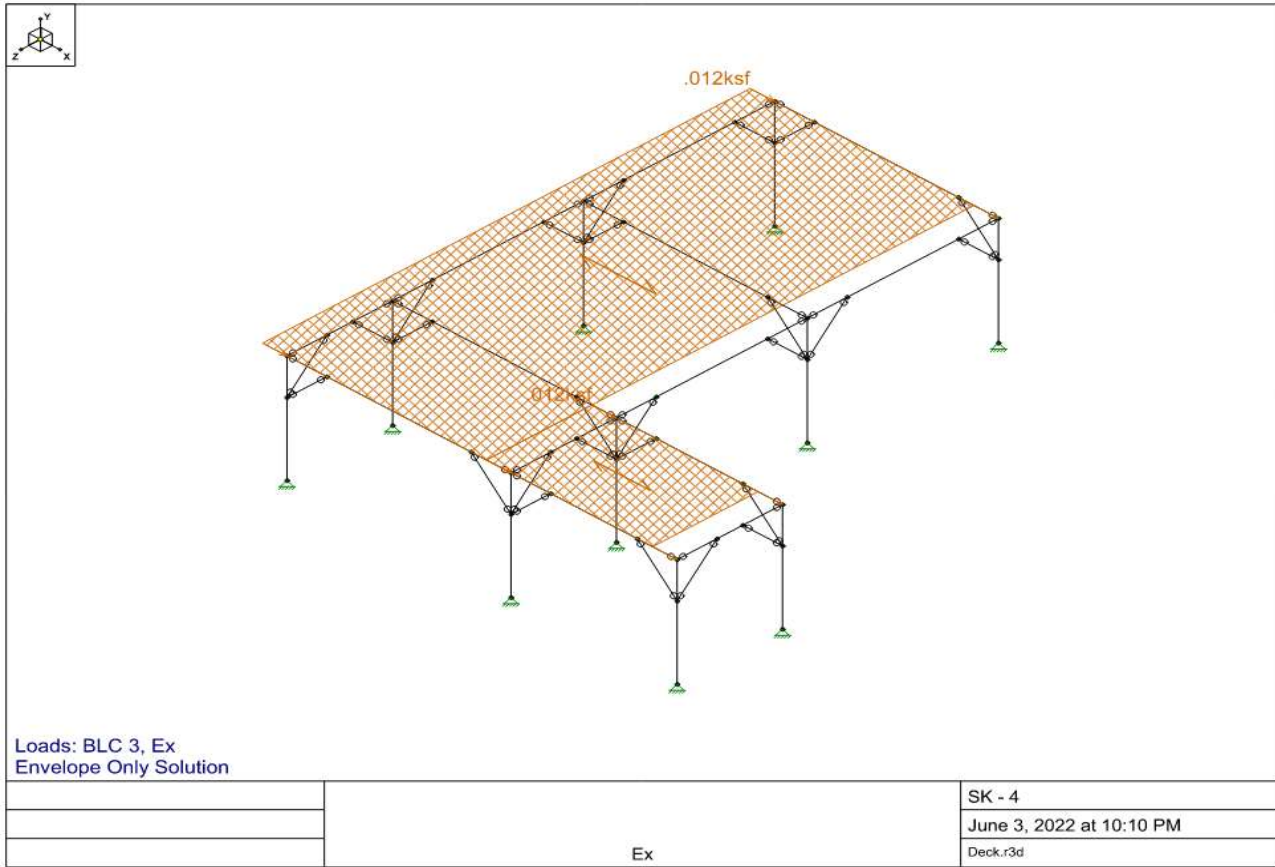 Y
Z
X
.012ksf
.012ksf
Loads: BLC 3, Ex
Envelope Only Solution
Ex
SK - 4
June 3, 2022 at 10:10 PM
Deck.r3d